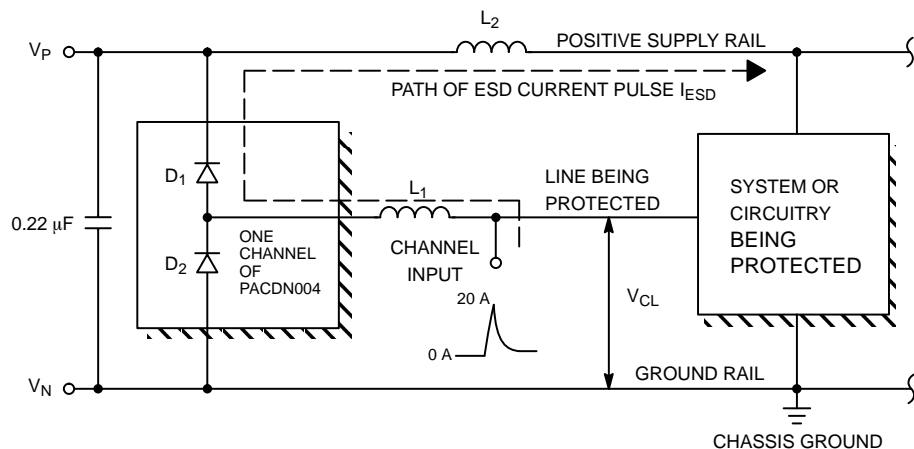 L2
VP
POSITIVE SUPPLY RAIL
PATH OF ESD CURRENT PULSE IESD
D1
L1
LINE BEING
PROTECTED
SYSTEM OR
CIRCUITRY
BEING
PROTECTED
0.22 µF
D2
ONE
CHANNEL
OF
PACDN004
CHANNEL
INPUT
20 A
0 A
VCL
VN
GROUND RAIL
CHASSIS GROUND